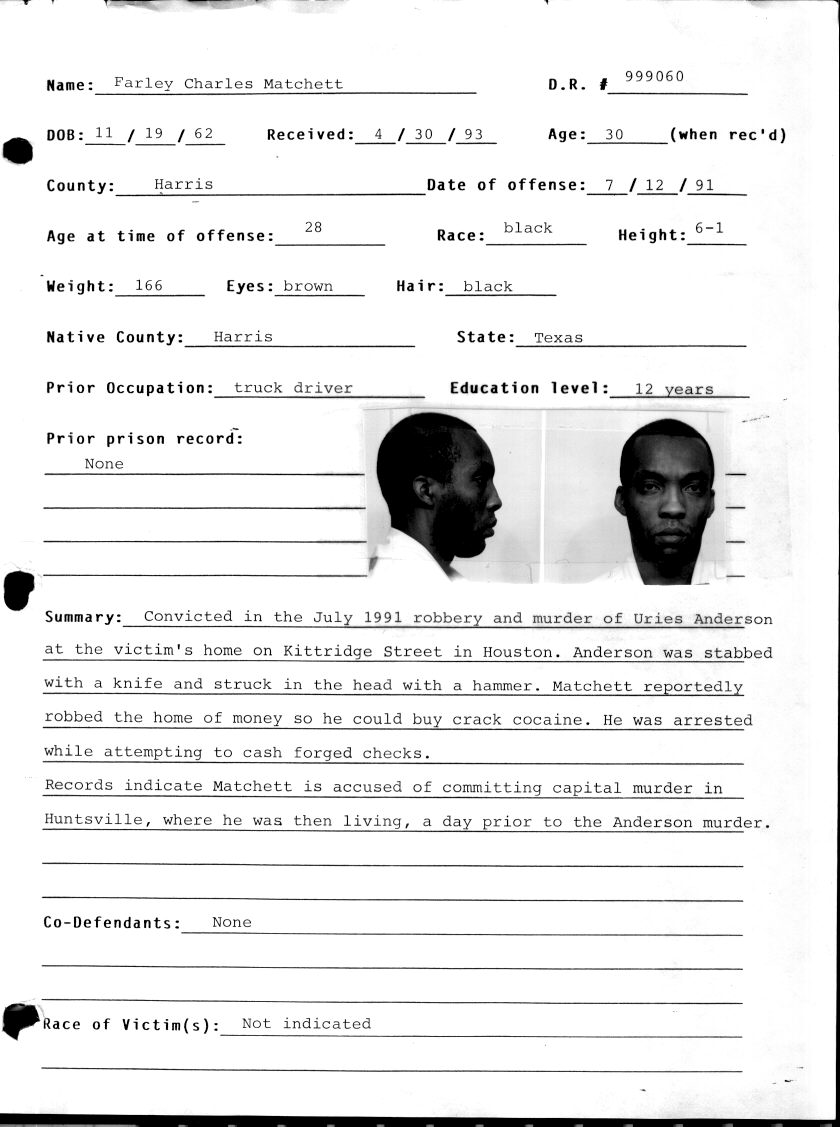 Name: Farley Charles Matchett D.R. # 999060
DOB: 11 / 19 / 62 Received: 4 / 30 / 93 Age: 30 (when rec'd)
County: Harris Date of offense: 7 / 12 / 91
Age at time of offense: 28 Race: black Height: 6-1
Weight: 166 Eyes: brown Hair: black
Native County: Harris State: Texas
Prior Occupation: truck driver Education level: 12 years
Prior prison record:
None
Summary: Convicted in the July 1991 robbery and murder of Uries Anderson
at the victim's home on Kittridge Street in Houston. Anderson was stabbed
with a knife and struck in the head with a hammer. Matchett reportedly
robbed the home of money so he could buy crack cocaine. He was arrested
while attempting to cash forged checks.
Records indicate Matchett is accused of committing capital murder in
Huntsville, where he was then living, a day prior to the Anderson murder.
Co-Defendants: None
Race of Victim(s): Not indicated